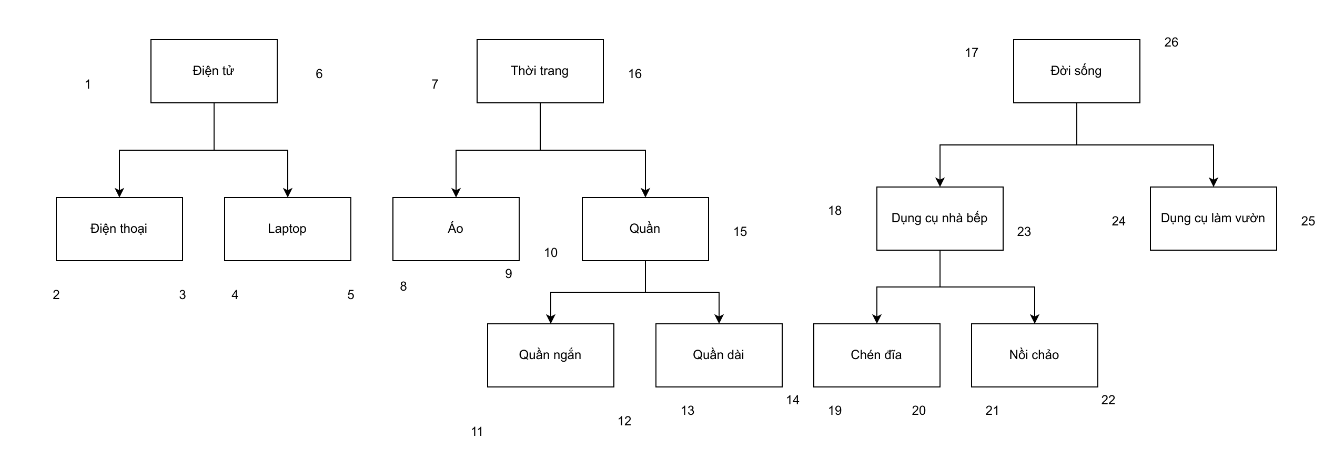 17
26
1
Điện tử
6
7
Thời trang
16
Đời sống
18
Dụng cụ nhà bếp
23
24
Dụng cụ làm vườn
25
Điện thoại
Laptop
Áo
10
Quần
15
2
3
4
5
8
9
Quần ngắn
Quần dài
Chén đĩa
Nồi chảo
11
12
13
14
19
20
21
22